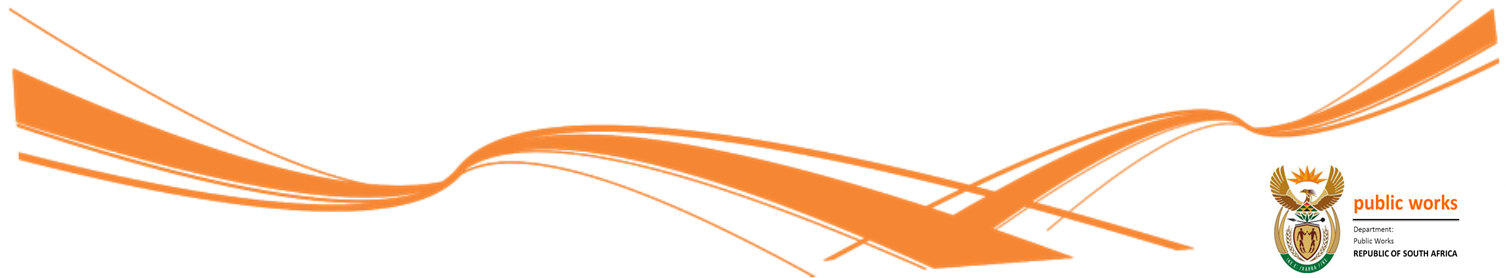 public works
Department:
Public Works
REPUBLIC OF SOUTH AFRICA